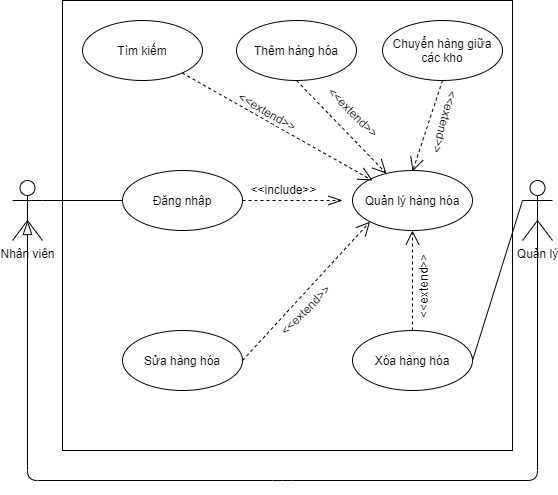 Tìm kiếm
Thêm hàng hóa
Chuyển hàng giữa
các kho
<<extend>>
<<extend>>
<<extend>>
Đăng nhập
<<include>>
Quản lý hàng hóa
Nhân viên
Quản lý
<<extend>>
<<extend>>
Sửa hàng hóa
Xóa hàng hóa